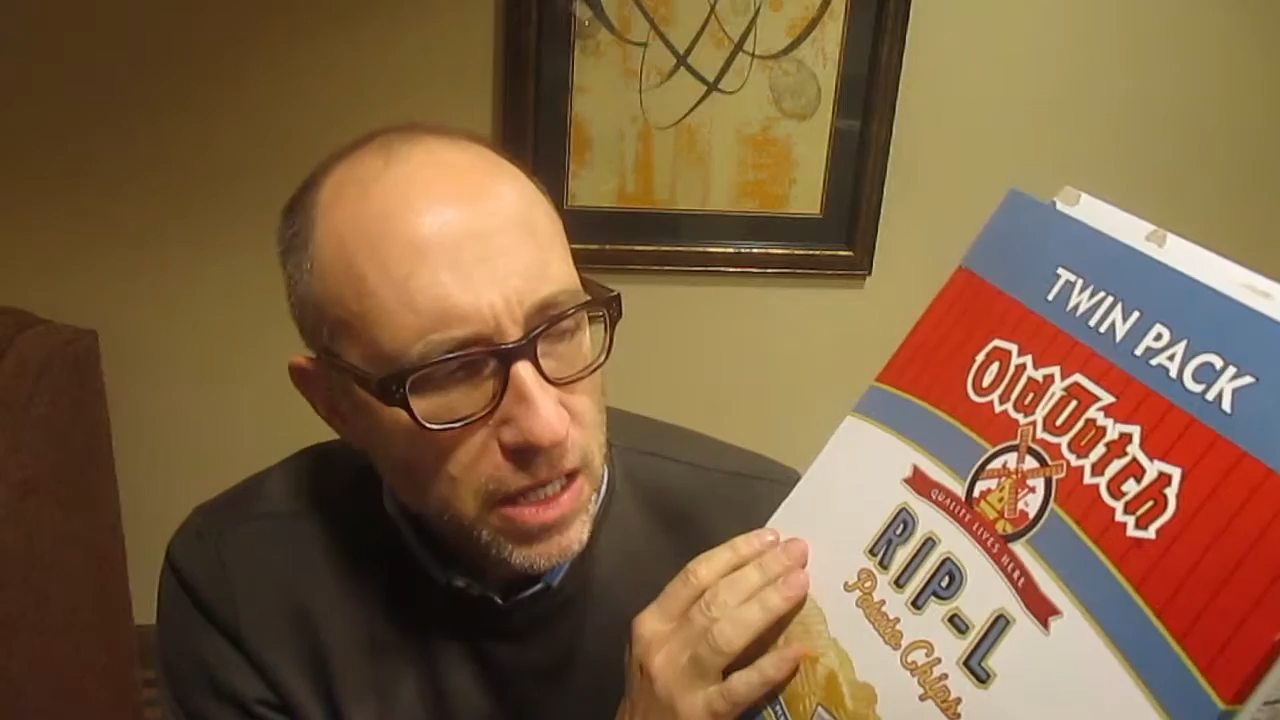 TWIN PACK
Old Dutch
QUALITY LIVES HERE
RIP-L
Potato Chips